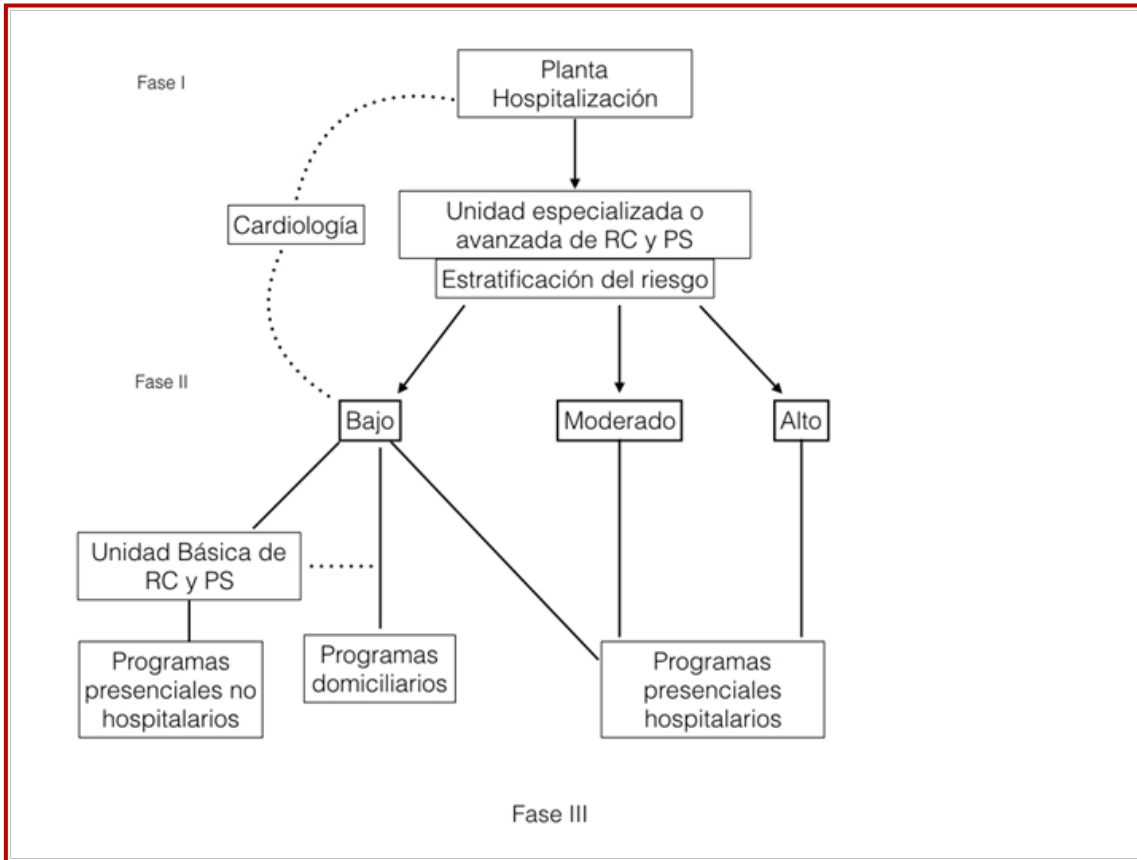 Fase I
Planta
Hospitalización
Cardiología
Unidad especializada o
avanzada de RC y PS
Estratificación del riesgo
Fase II
Bajo
Moderado
Alto
Unidad Básica de
RC y PS
Programas
presenciales no
hospitalarios
Programas
domiciliarios
Programas
presenciales
hospitalarios
Fase III